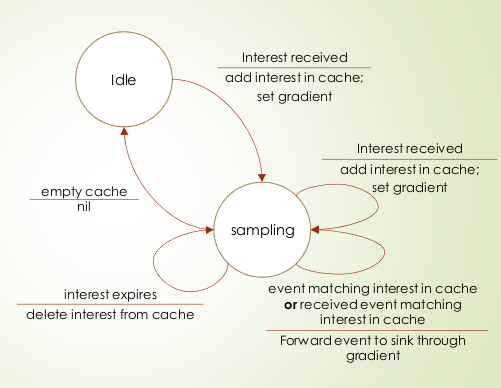 Idle
Interest received
add interest in cache;
set gradient
Interest received
add interest in cache;
set gradient
empty cache
nil
sampling
interest expires
delete interest from cache
event matching interest in cache
or received event matching
interest in cache
Forward event to sink through
gradient